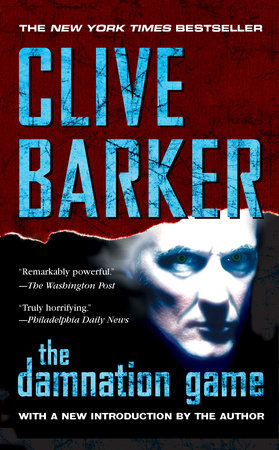 THE NEW YORK TIMES BESTSELLER
CLIVE
BARKER
"Remarkably powerful."
—The Washington Post
"Truly horrifying."
—Philadelphia Daily News
the
damnation game
WITH A NEW INTRODUCTION BY THE AUTHOR